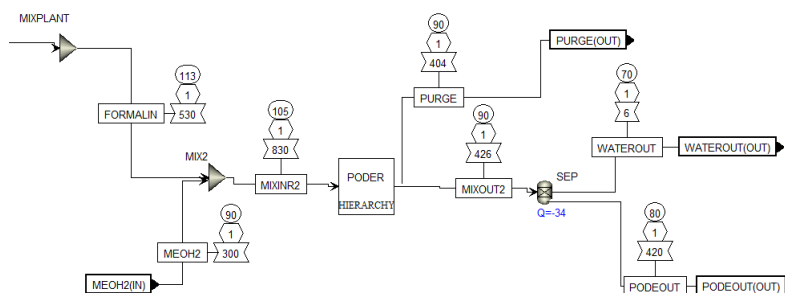 MIXPLANT
113
1
530
FORMALIN
MIX2
105
1
830
MIXINR2
90
1
300
MEOH2
MEOH2(IN)
PODER
HIERARCHY
90
1
404
PURGE
PURGE(OUT)
90
1
426
MIXOUT2
SEP
Q=-34
70
1
6
WATEROUT
WATEROUT(OUT)
80
1
420
PODEOUT
PODEOUT(OUT)